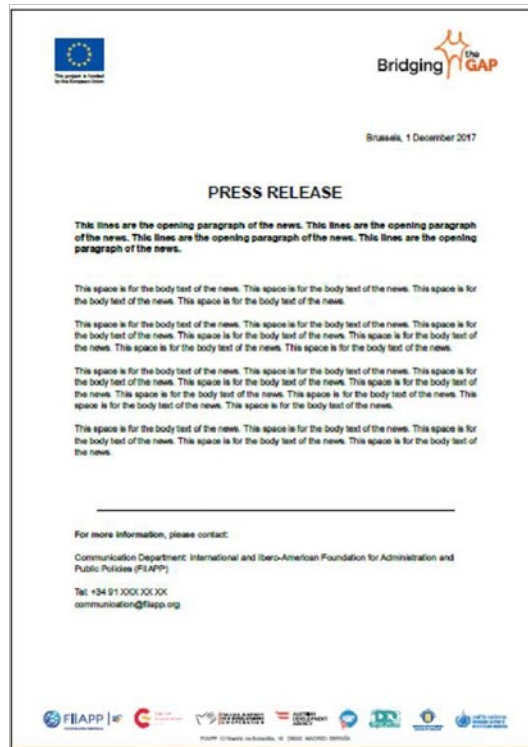 This project is funded
by the European Union
Bridging the GAP
Brussels, 1 December 2017
PRESS RELEASE
This lines are the opening paragraph of the news. This lines are the opening paragraph
of the news. This lines are the opening paragraph of the news. This lines are the opening
paragraph of the news.
This space is for the body text of the news. This space is for the body text of the news. This space is for
the body text of the news. This space is for the body text of the news.
This space is for the body text of the news. This space is for the body text of the news. This space is for
the body text of the news. This space is for the body text of the news. This space is for the body text of
the news. This space is for the body text of the news. This space is for the body text of the news.
This space is for the body text of the news. This space is for the body text of the news. This space is for
the body text of the news. This space is for the body text of the news. This space is for the body text of
the news. This space is for the body text of the news. This space is for the body text of the news. This
space is for the body text of the news. This space is for the body text of the news.
This space is for the body text of the news. This space is for the body text of the news. This space is for
the body text of the news. This space is for the body text of the news. This space is for the body text of
the news.
For more information, please contact:
Communication Department: International and Ibero-American Foundation for Administration and
Public Policies (FIIAPP)
Tel: +34 91 XXX XX XX
communication@fiiapp.org
FIIAPP
AUSTRIAN
DEVELOPMENT
AGENCY